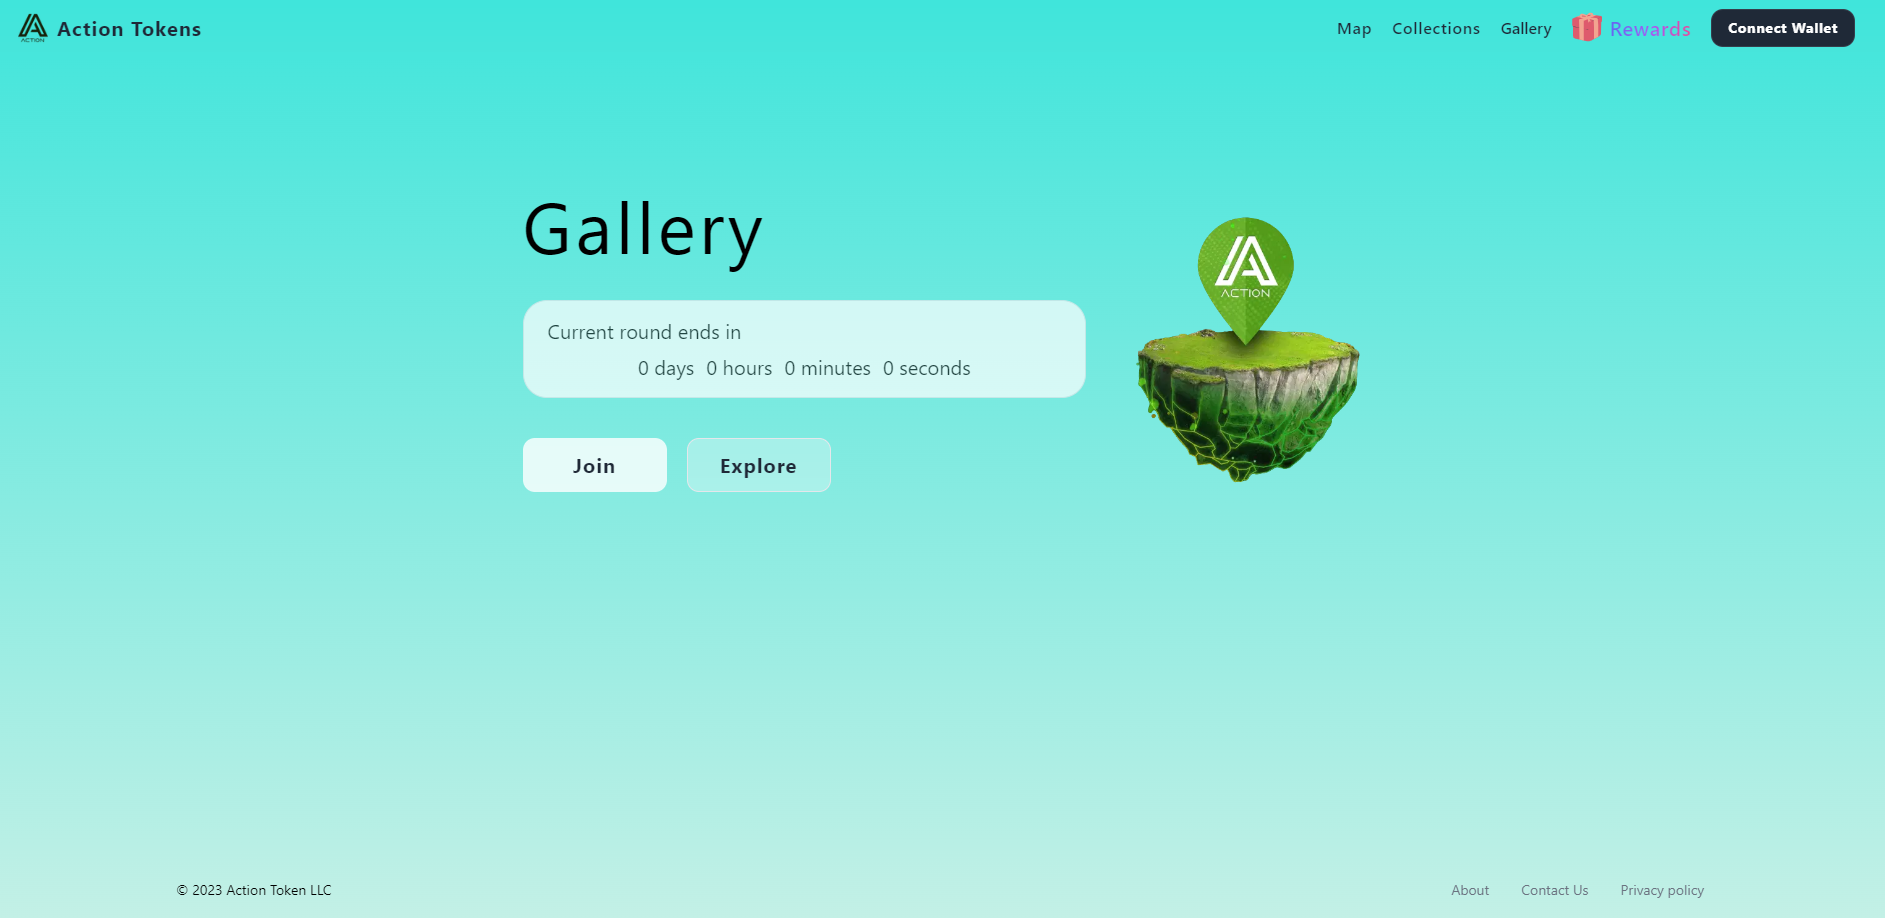 ACTION
Action Tokens
Map
Collections
Gallery
Rewards
Connect Wallet
Gallery
Current round ends in
0 days 0 hours 0 minutes 0 seconds
Join
Explore
ACTION
© 2023 Action Token LLC
About
Contact Us
Privacy policy